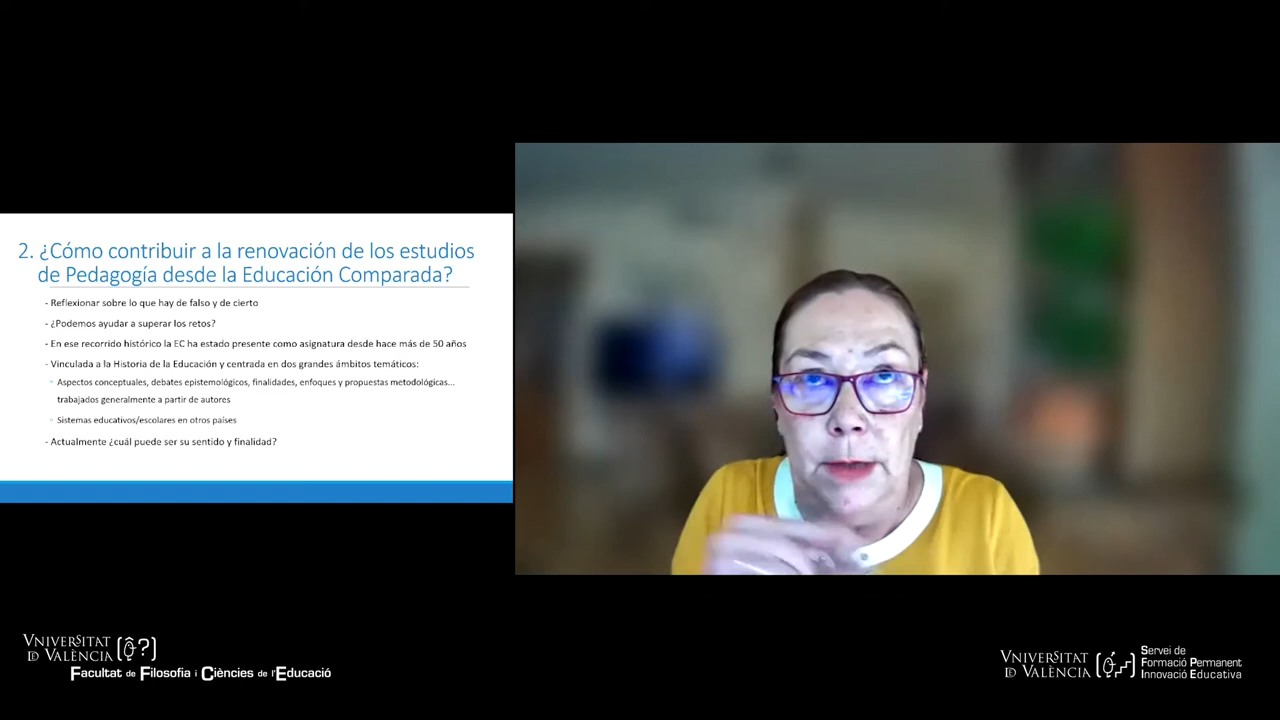 2. ¿Cómo contribuir a la renovación de los estudios
de Pedagogía desde la Educación Comparada?
- Reflexionar sobre lo que hay de falso y de cierto
- ¿Podemos ayudar a superar los retos?
- En ese recorrido histórico la EC ha estado presente como asignatura desde hace más de 50 años
- Vinculada a la Historia de la Educación y centrada en dos grandes ámbitos temáticos:
Aspectos conceptuales, debates epistemológicos, finalidades, enfoques y propuestas metodológicas...
trabajados generalmente a partir de autores
Sistemas educativos/escolares en otros países
- Actualmente ¿cuál puede ser su sentido y finalidad?
VNIVERSITAT
ID VALÈNCIA
Facultat de Filosofia i Ciències de l'Educació
VNIVERSITAT
ID VALÈNCIA
Servei de
Formació Permanent
Innovació Educativa